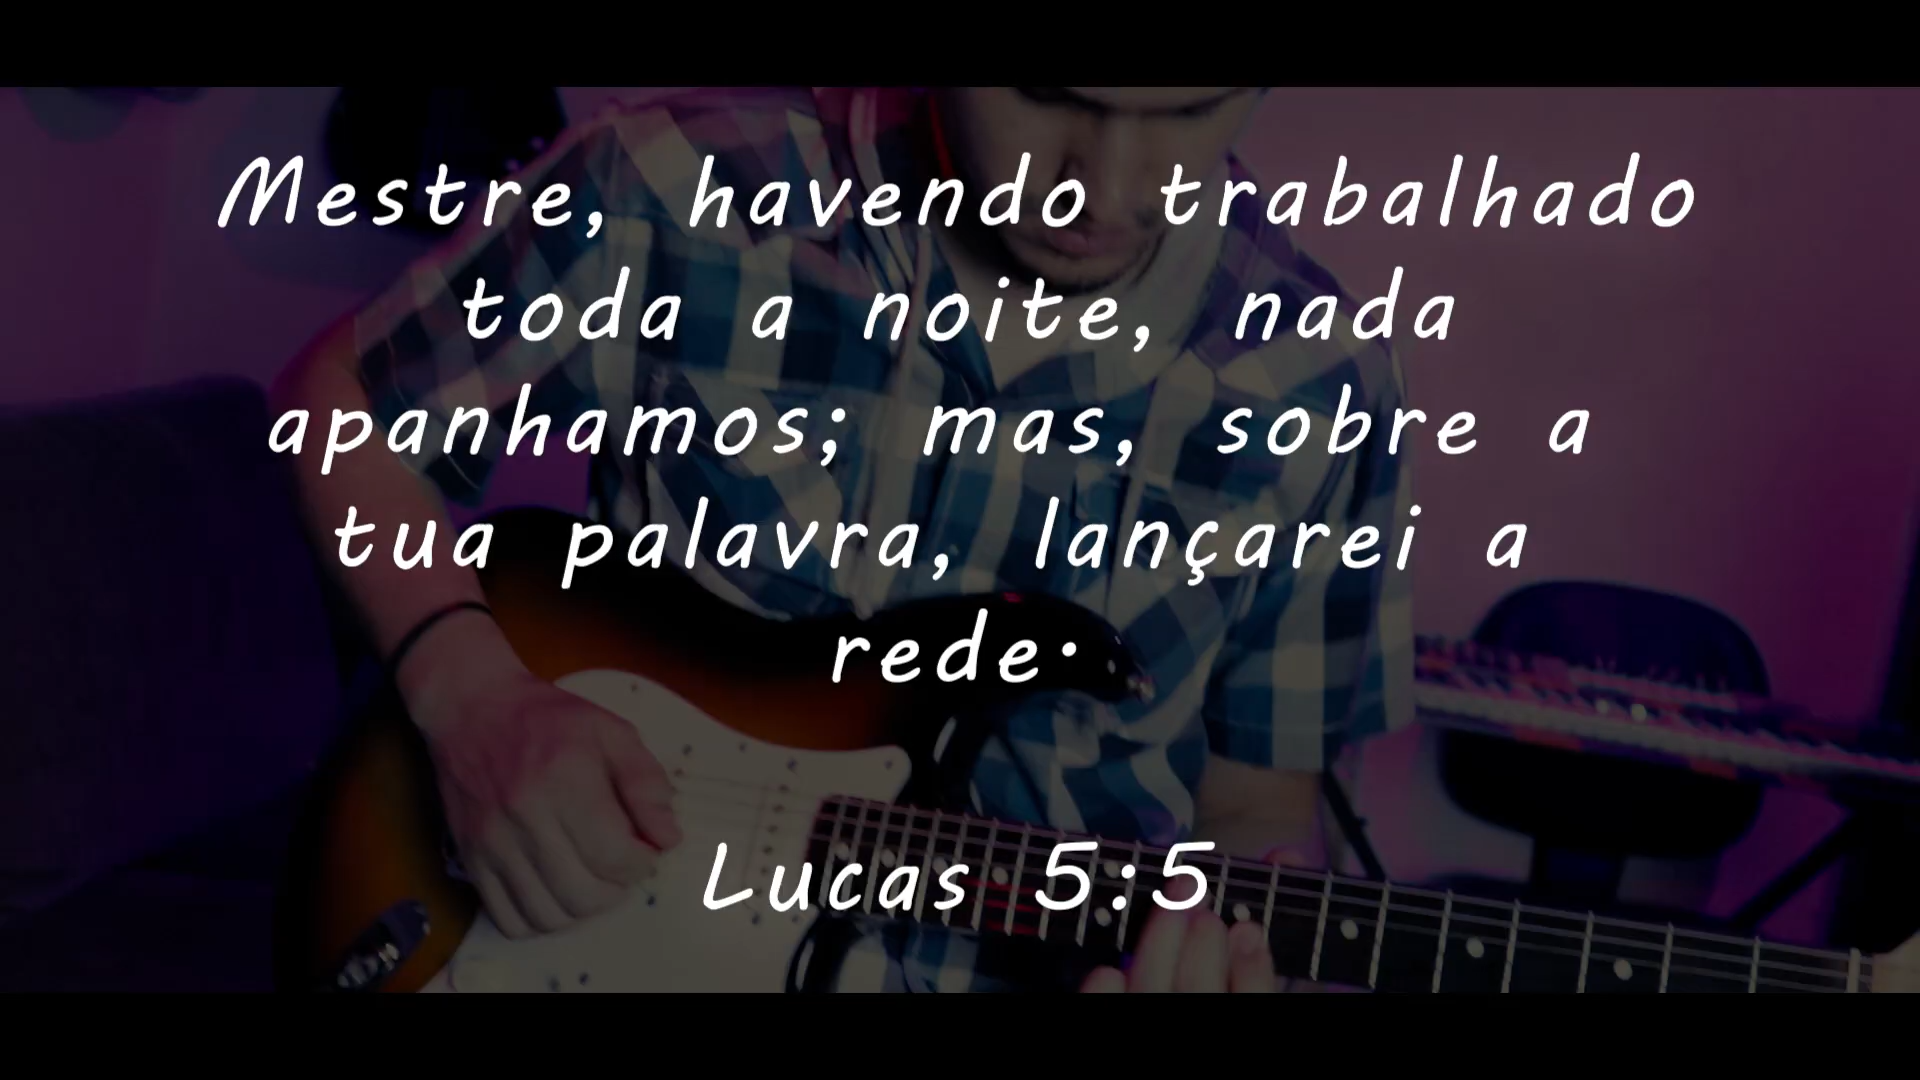 Mestre, havendo trabalhado
toda a noite, nada
apanhamos; mas, sobre a
tua palavra, lançarei a
rede.
Lucas 5:5